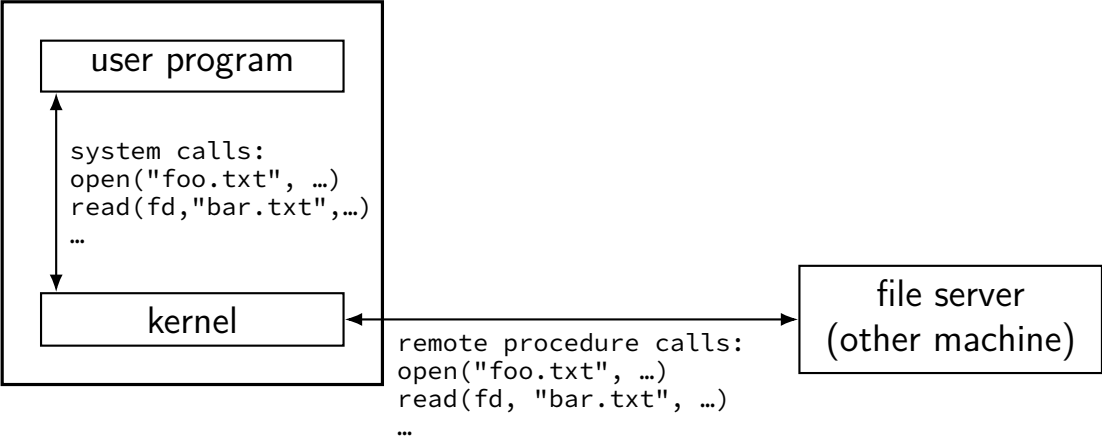 user program
system calls:
open("foo.txt", …)
read(fd,"bar.txt",…)
…
kernel
file server
(other machine)
remote procedure calls:
open("foo.txt", …)
read(fd, "bar.txt", …)
…